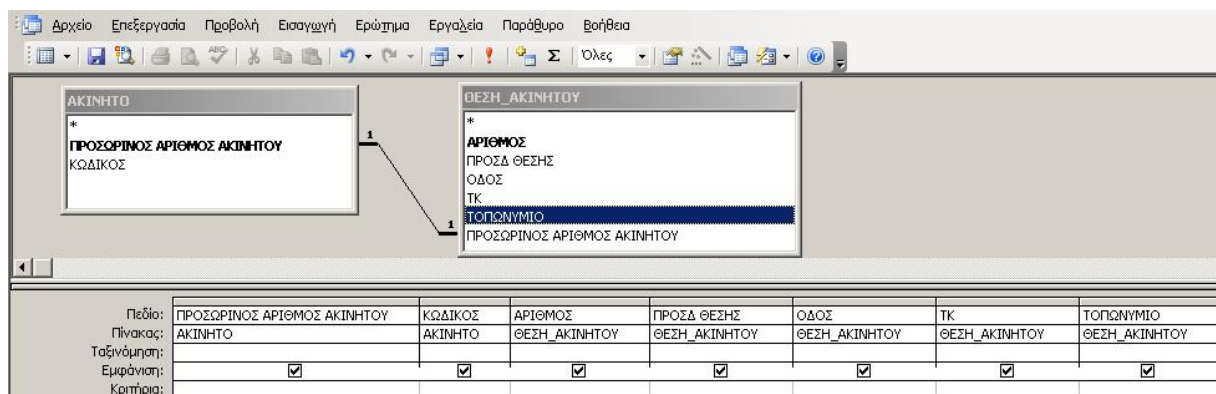 Αρχείο Επεξεργασία Προβολή Εισαγωγή Ερώτημα Εργαλεία Παράθυρο Βοήθεια
ABC Σ Όλες
ΑΚΙΝΗΤΟ
*
ΠΡΟΣΩΡΙΝΟΣ ΑΡΙΘΜΟΣ ΑΚΙΝΗΤΟΥ
ΚΩΔΙΚΟΣ
1
1
ΘΕΣΗ_ΑΚΙΝΗΤΟΥ
*
ΑΡΙΘΜΟΣ
ΠΡΟΣΔ ΘΕΣΗΣ
ΟΔΟΣ
ΤΚ
ΤΟΠΩΝΥΜΙΟ
ΠΡΟΣΩΡΙΝΟΣ ΑΡΙΘΜΟΣ ΑΚΙΝΗΤΟΥ
Πεδίο: ΠΡΟΣΩΡΙΝΟΣ ΑΡΙΘΜΟΣ ΑΚΙΝΗΤΟΥ ΚΩΔΙΚΟΣ ΑΡΙΘΜΟΣ ΠΡΟΣΔ ΘΕΣΗΣ ΟΔΟΣ ΤΚ ΤΟΠΩΝΥΜΙΟ
Πίνακας: ΑΚΙΝΗΤΟ ΑΚΙΝΗΤΟ ΘΕΣΗ_ΑΚΙΝΗΤΟΥ ΘΕΣΗ_ΑΚΙΝΗΤΟΥ ΘΕΣΗ_ΑΚΙΝΗΤΟΥ ΘΕΣΗ_ΑΚΙΝΗΤΟΥ ΘΕΣΗ_ΑΚΙΝΗΤΟΥ
Ταξινόμηση:
Εμφάνιση:
Κριτήρια: